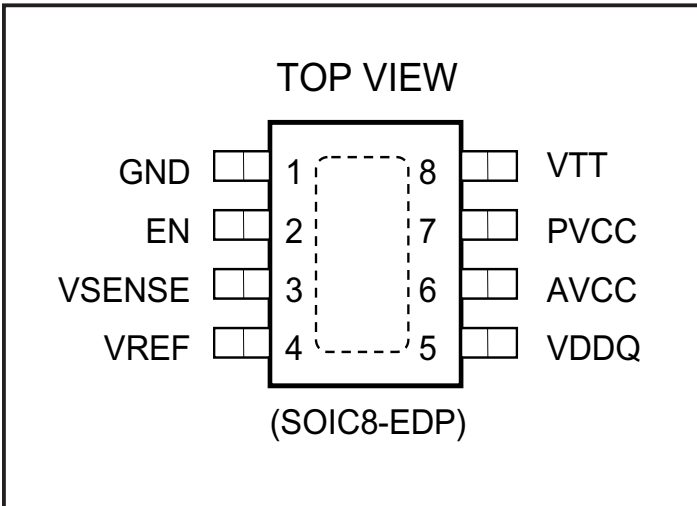 TOP VIEW
GND 1 8 VTT
EN 2 7 PVCC
VSENSE 3 6 AVCC
VREF 4 5 VDDQ
(SOIC8-EDP)